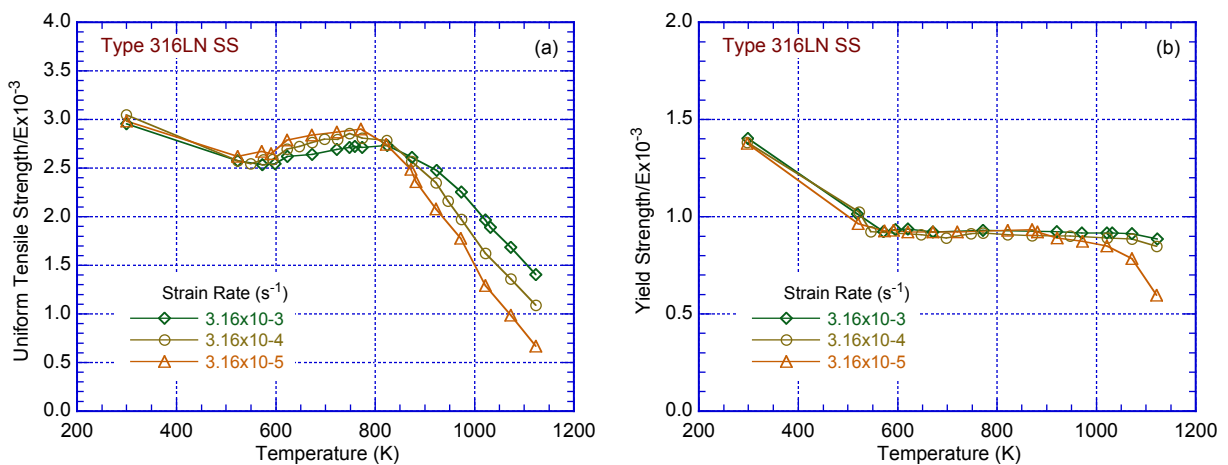 Type 316LN SS
(a)
Uniform Tensile Strength/Ex10⁻³
4.0
3.5
3.0
2.5
2.0
1.5
1.0
0.5
0.0
Strain Rate (s⁻¹)
3.16x10-3
3.16x10-4
3.16x10-5
200 400 600 800 1000 1200
Temperature (K)
Type 316LN SS
(b)
Yield Strength/Ex10⁻³
2.0
1.5
1.0
0.5
0.0
Strain Rate (s⁻¹)
3.16x10-3
3.16x10-4
3.16x10-5
200 400 600 800 1000 1200
Temperature (K)